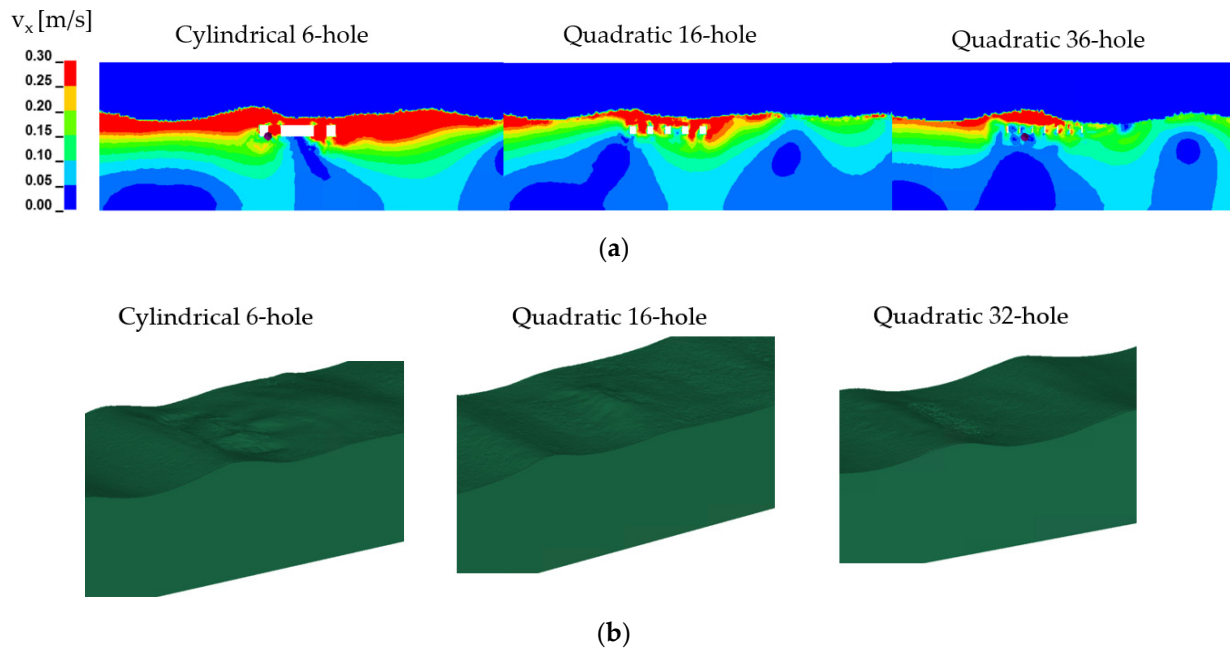 vx [m/s]
Cylindrical 6-hole
Quadratic 16-hole
Quadratic 36-hole
0.30
0.25
0.20
0.15
0.10
0.05
0.00
(a)
Cylindrical 6-hole
Quadratic 16-hole
Quadratic 32-hole
(b)